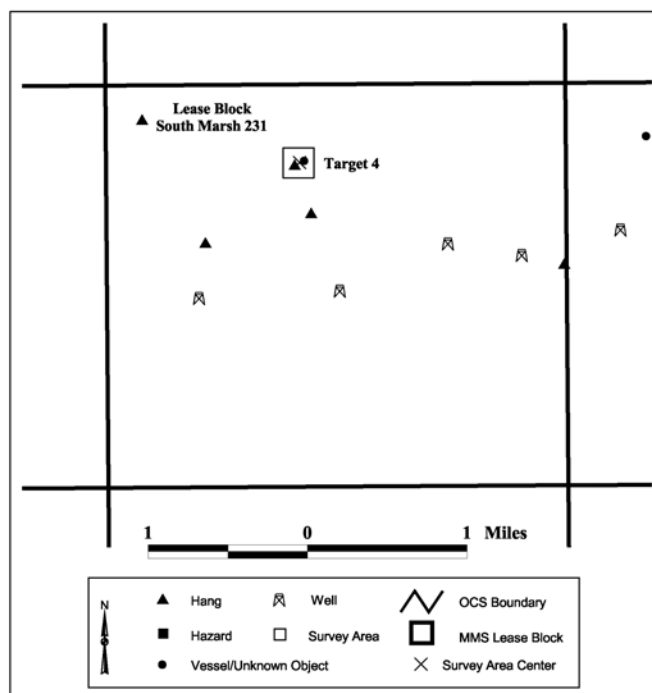 Lease Block
South Marsh 231
Target 4
1 0 1 Miles
N
Hang Well OCS Boundary
Hazard Survey Area MMS Lease Block
Vessel/Unknown Object Survey Area Center